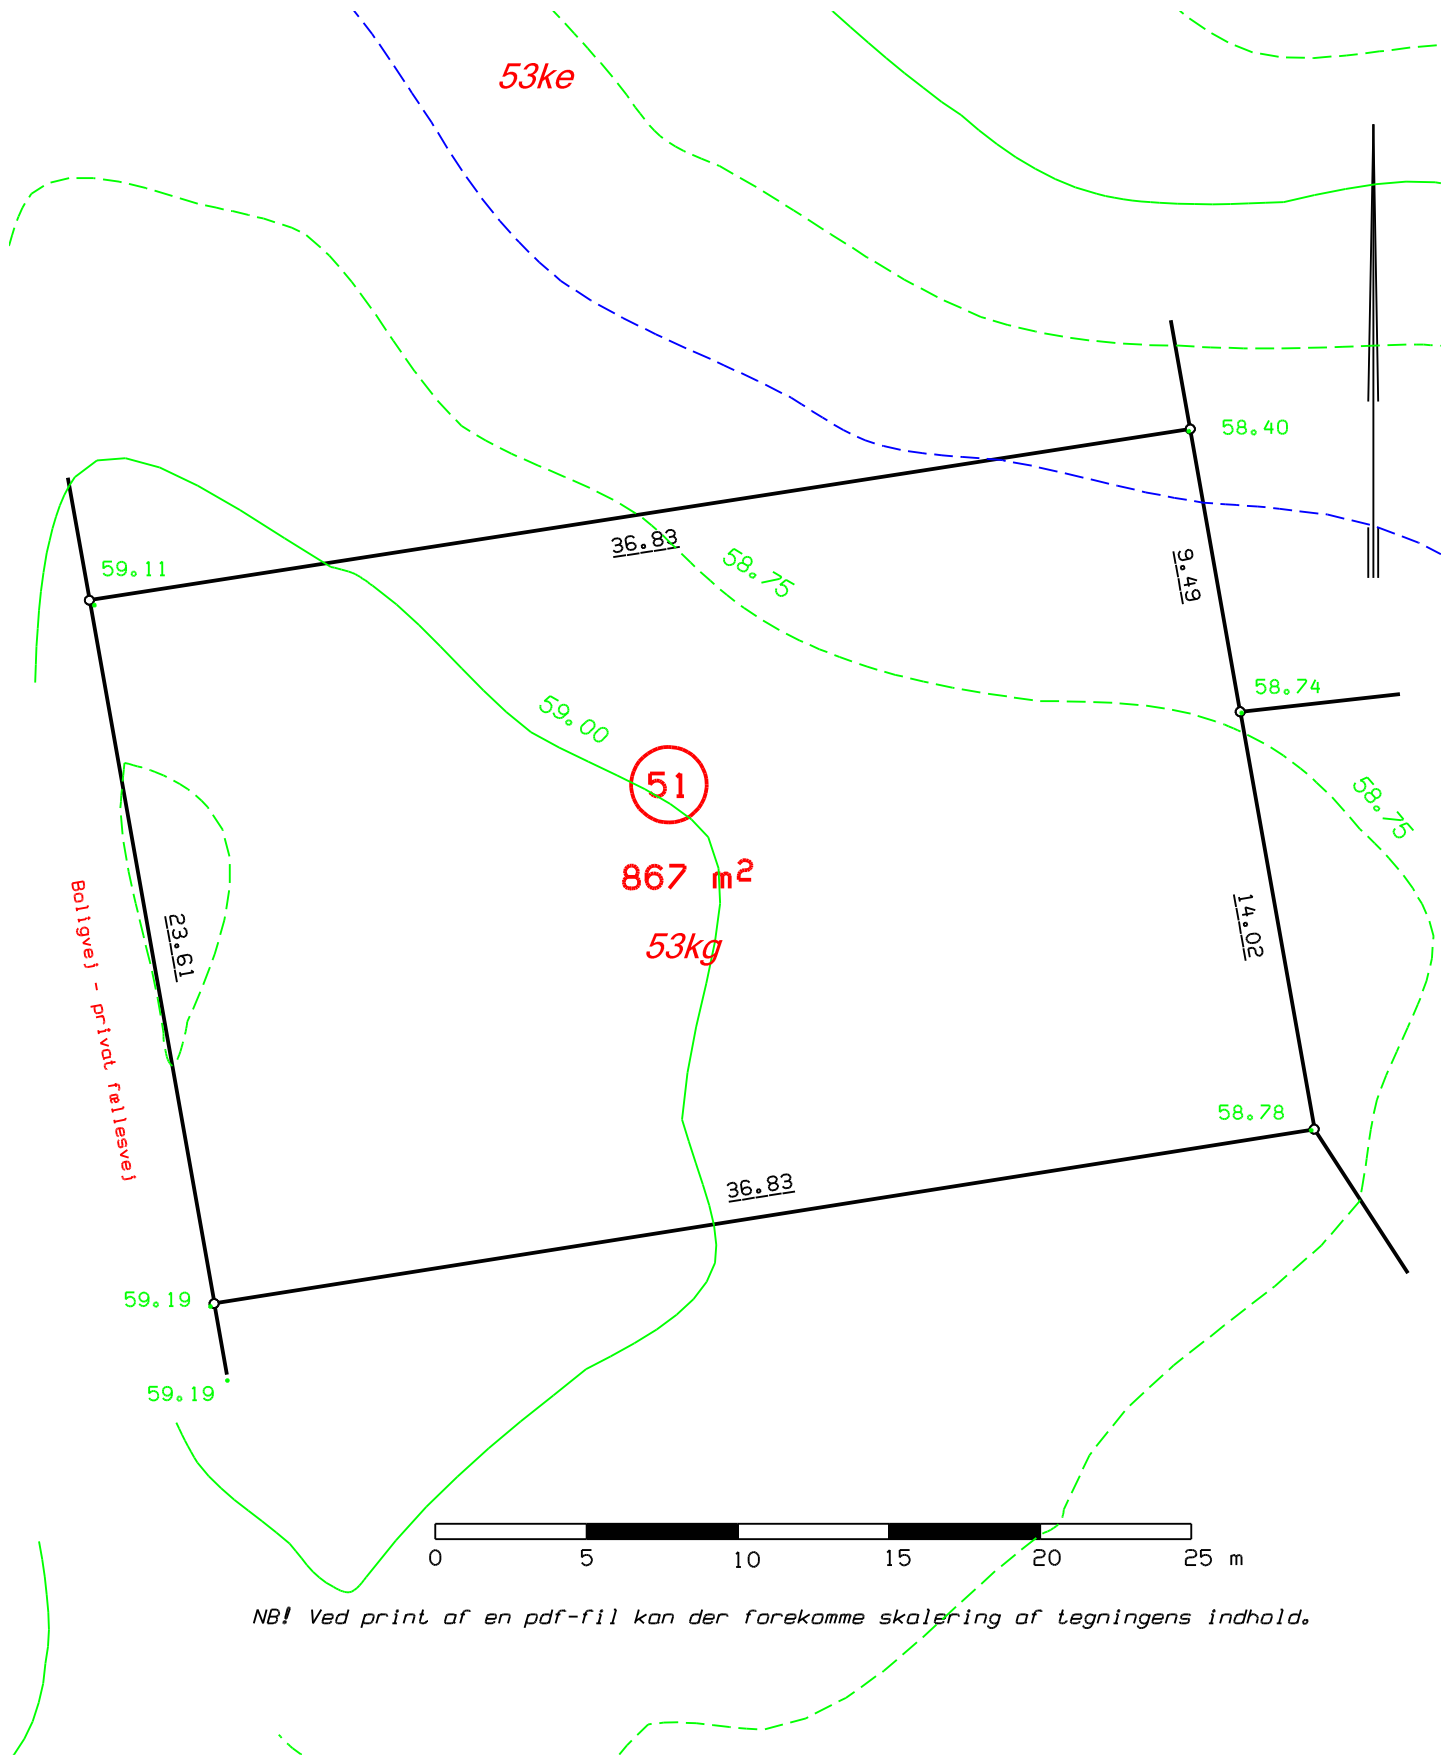 53ke
58.40
36.83
59.11
58.75
9.49
58.74
59.00
51
58.75
867 m²
23.61
14.02
53kg
Boligvej - privat fællesvej
58.78
36.83
59.19
59.19
0 5 10 15 20 25 m
NB! Ved print af en pdf-fil kan der forekomme skalering af tegningens indhold.